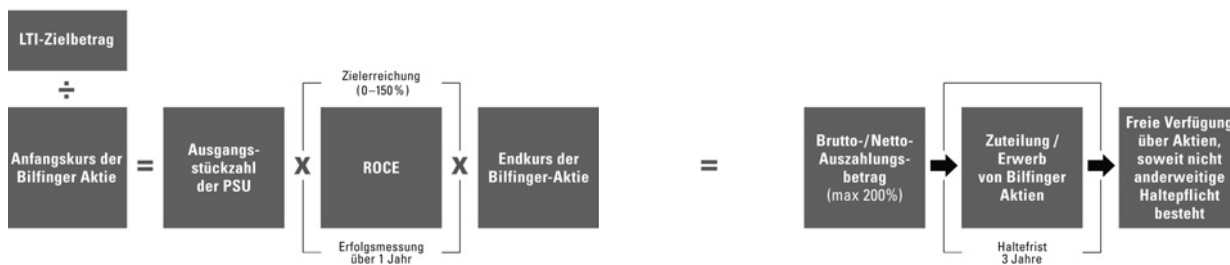 LTI-Zielbetrag
÷
Anfangskurs der
Bilfinger Aktie
=
Ausgangs-
stückzahl
der PSU
X
Zielerreichung
(0–150%)
ROCE
Erfolgsmessung
über 1 Jahr
X
Endkurs der
Bilfinger-Aktie
=
Brutto-/Netto-
Auszahlungs-
betrag
(max 200%)
Zuteilung /
Erwerb
von Bilfinger
Aktien
Haltefrist
3 Jahre
Freie Verfügung
über Aktien,
soweit nicht
anderweitige
Haltepflicht
besteht